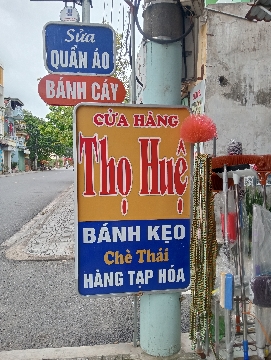 Sửa
QUẦN ÁO
BÁNH CÂY
CỬA HÀNG
Thọ Huệ
BÁNH KẸO
Chè Thái
HÀNG TẠP HÓA